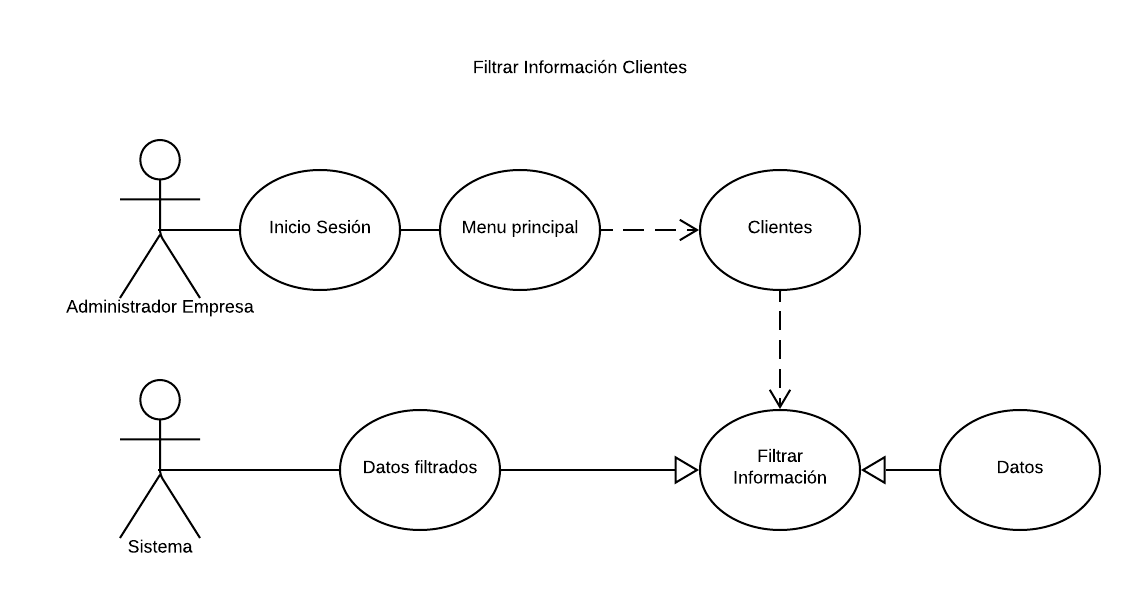 Filtrar Información Clientes
Inicio Sesión
Menu principal
Clientes
Administrador Empresa
Datos filtrados
Filtrar
Información
Datos
Sistema